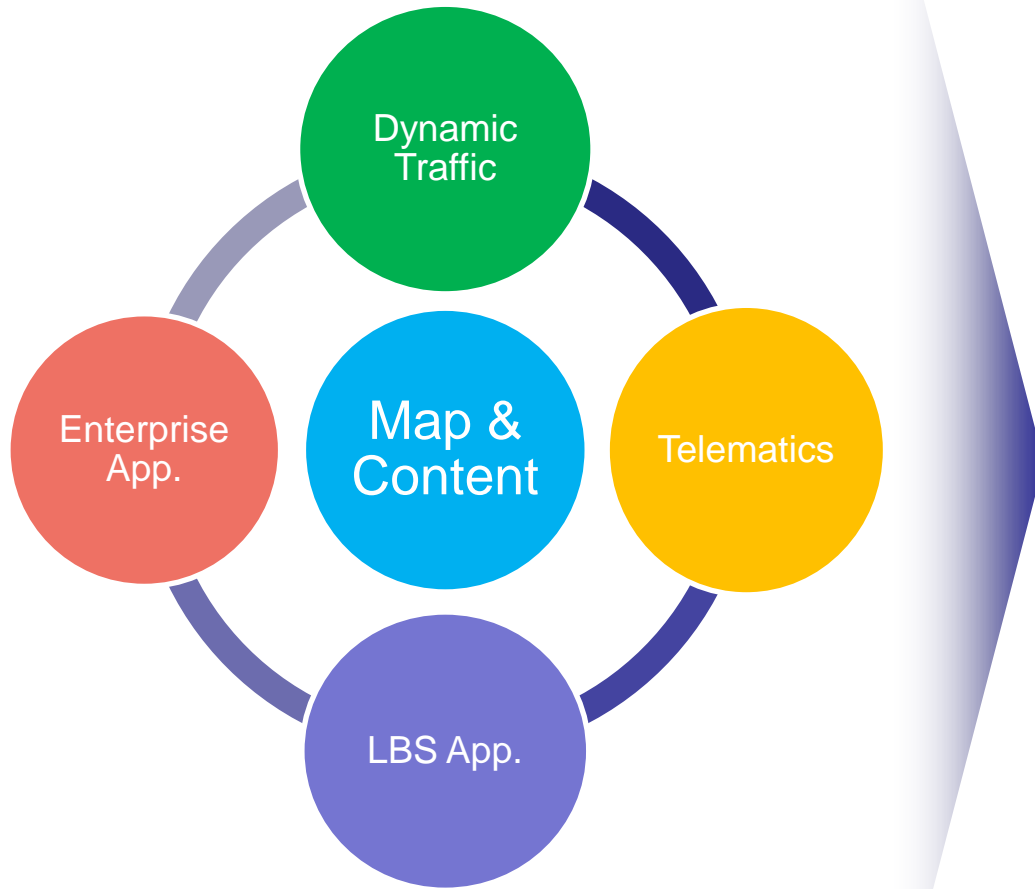 Dynamic
Traffic
Enterprise
App.
Map &
Content
Telematics
LBS App.